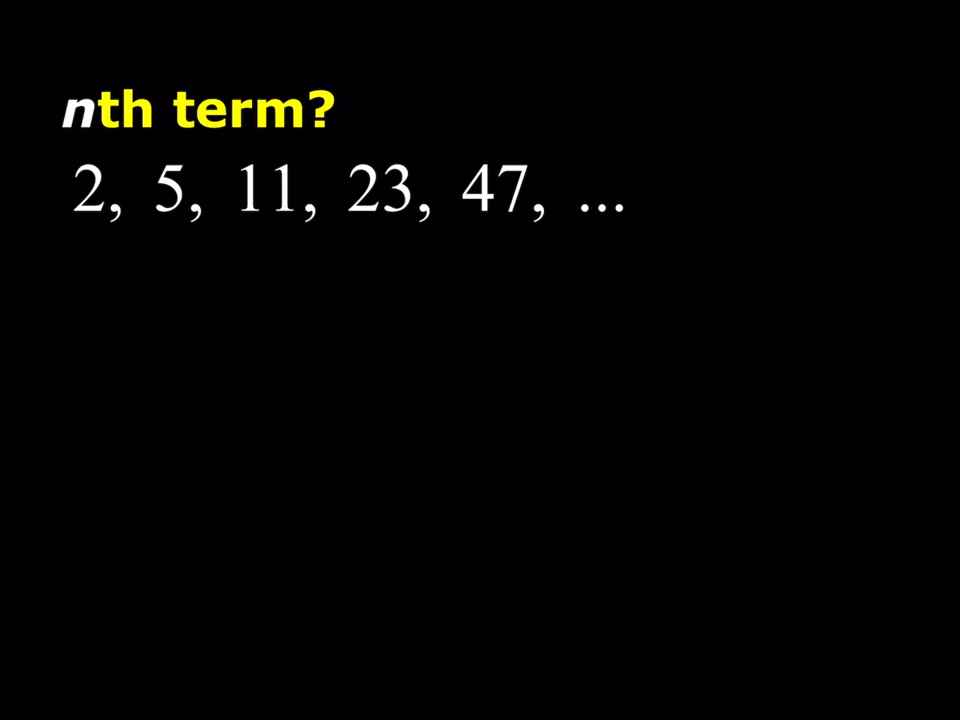 nth term?
2, 5, 11, 23, 47, ...